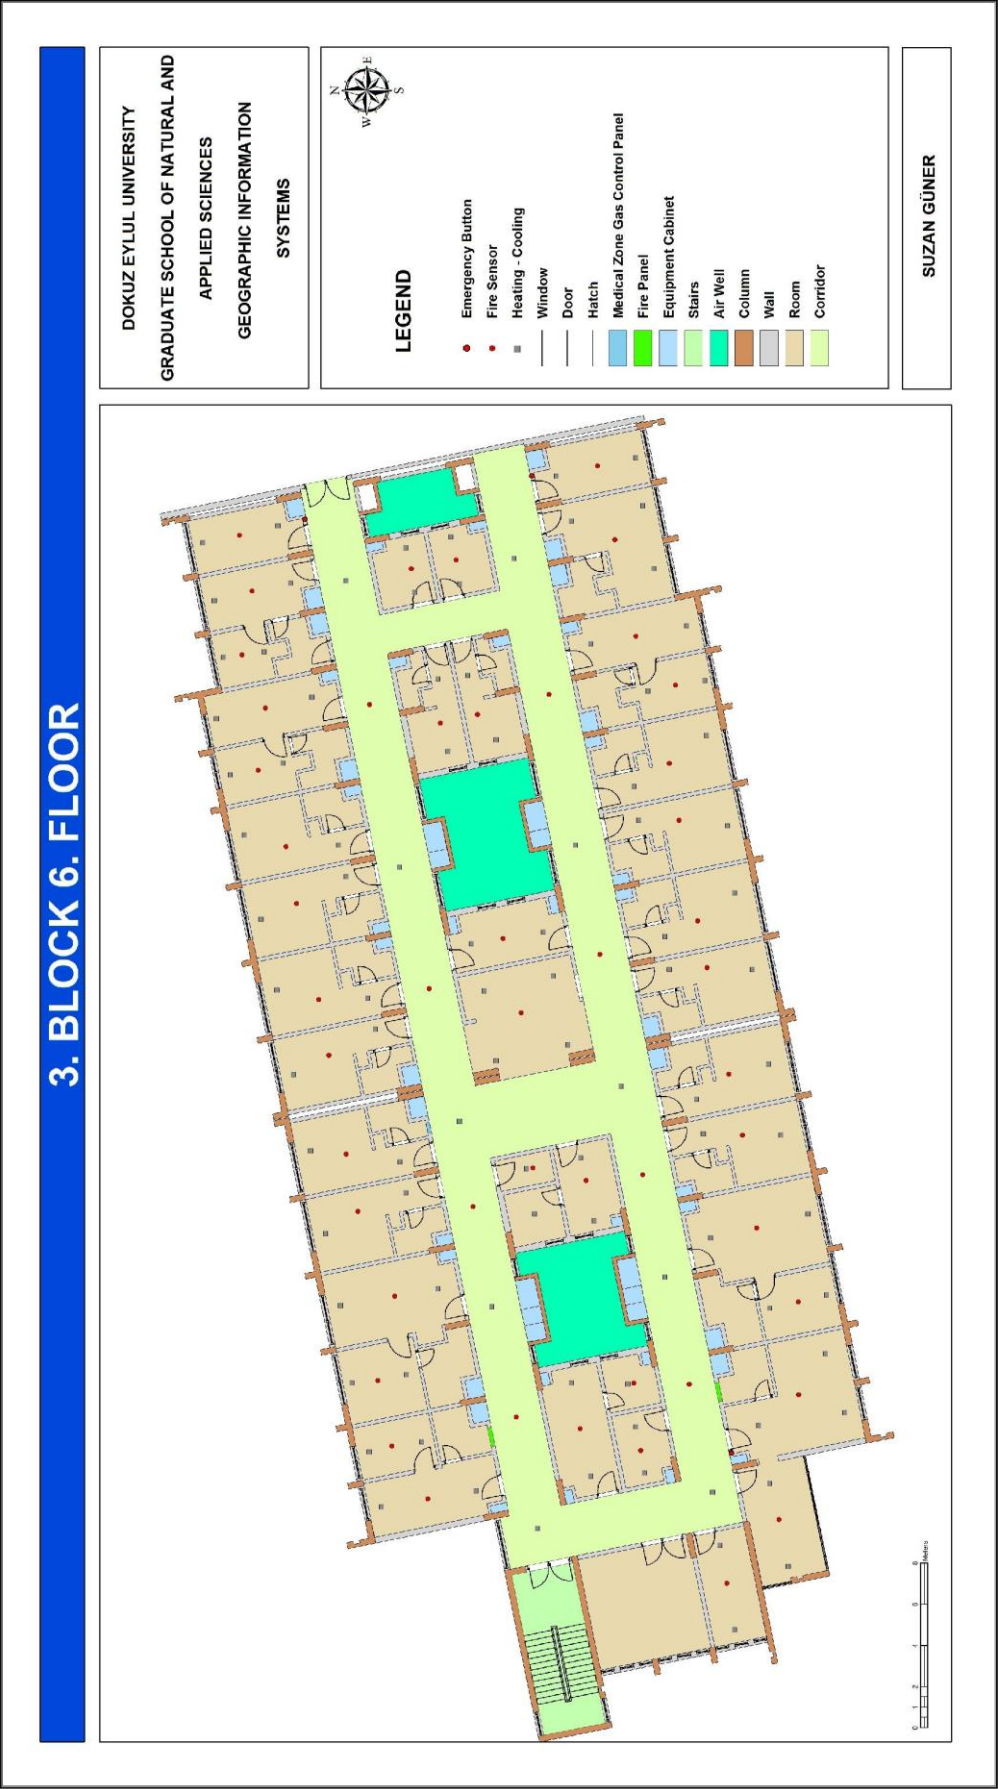 3. BLOCK 6. FLOOR
DOKUZ EYLUL UNIVERSITY
GRADUATE SCHOOL OF NATURAL AND
APPLIED SCIENCES
GEOGRAPHIC INFORMATION
SYSTEMS
N
E
W
S
LEGEND
Emergency Button
Fire Sensor
Heating - Cooling
Window
Door
Hatch
Medical Zone Gas Control Panel
Fire Panel
Equipment Cabinet
Stairs
Air Well
Column
Wall
Room
Corridor
SUZAN GÜNER